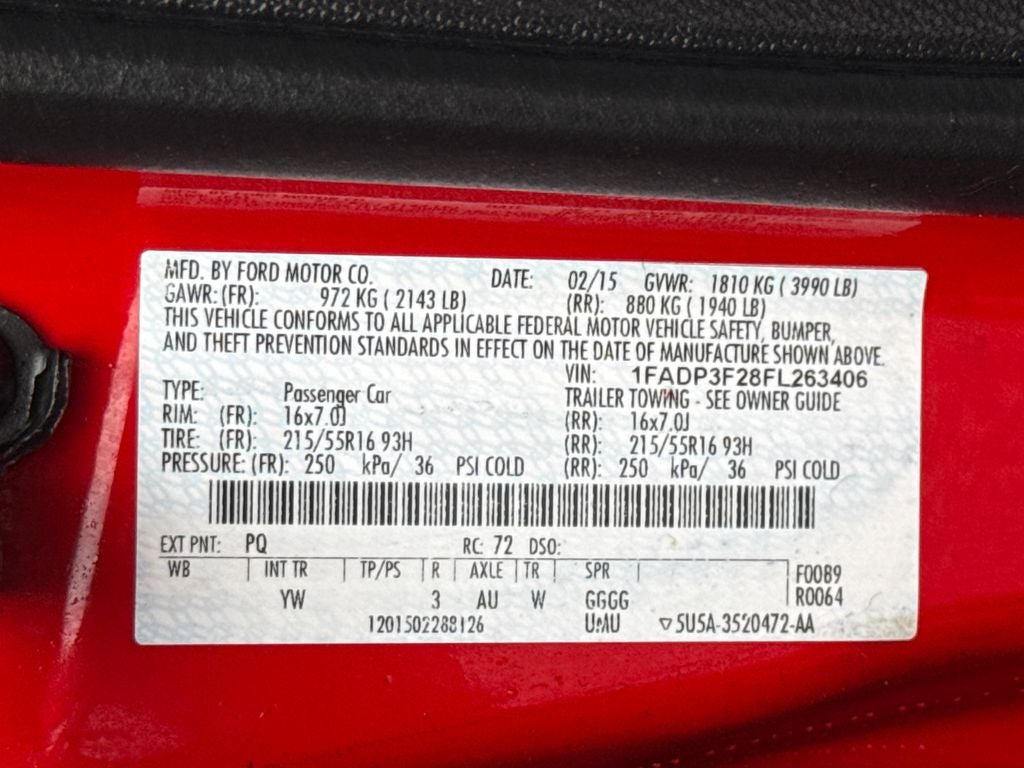 MFD. BY FORD MOTOR CO. DATE: 02/15 GVWR: 1810 KG ( 3990 LB)
GAWR: (FR): 972 KG ( 2143 LB) (RR): 880 KG ( 1940 LB)
THIS VEHICLE CONFORMS TO ALL APPLICABLE FEDERAL MOTOR VEHICLE SAFETY, BUMPER,
AND THEFT PREVENTION STANDARDS IN EFFECT ON THE DATE OF MANUFACTURE SHOWN ABOVE.
VIN: 1FADP3F28FL263406
TYPE: Passenger Car TRAILER TOWING - SEE OWNER GUIDE
RIM: (FR): 16x7.0J (RR): 16x7.0J
TIRE: (FR): 215/55R16 93H (RR): 215/55R16 93H
PRESSURE: (FR): 250 kPa/ 36 PSI COLD (RR): 250 kPa/ 36 PSI COLD
EXT PNT: PQ RC: 72 DSO:
WB INT TR TP/PS R AXLE TR SPR F0089
YW 3 AU W GGGG R0064
1201502288126 5U5A-3520472-AA